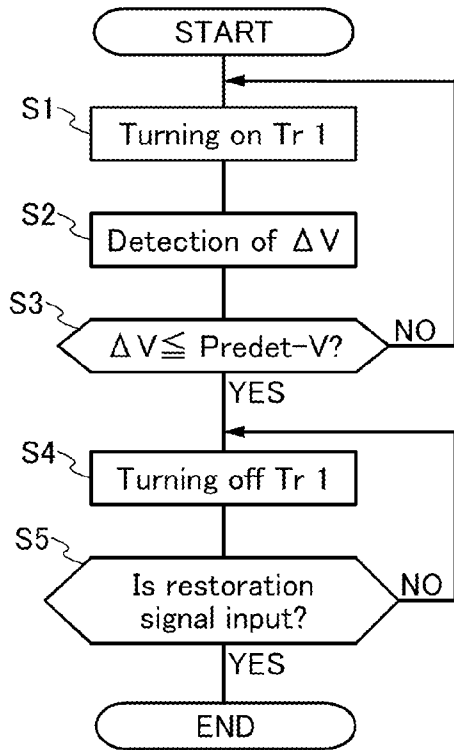 START
S1
Turning on Tr 1
S2
Detection of ΔV
S3
ΔV≦ Predet-V?
NO
YES
S4
Turning off Tr 1
S5
Is restoration
signal input?
NO
YES
END